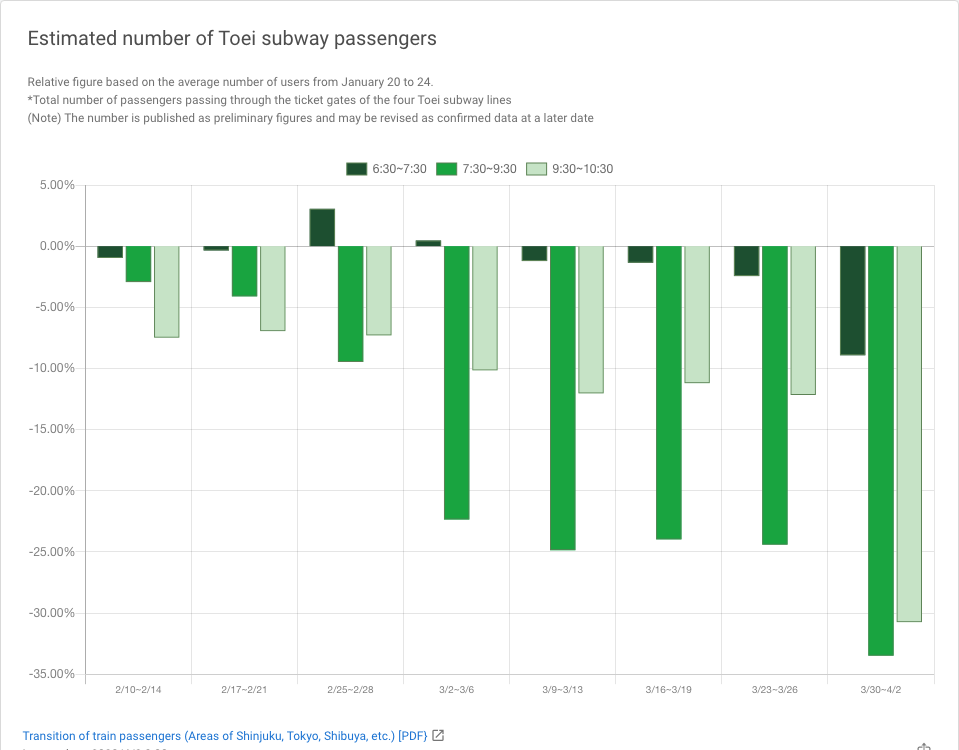 Estimated number of Toei subway passengers
Relative figure based on the average number of users from January 20 to 24.
*Total number of passengers passing through the ticket gates of the four Toei subway lines
(Note) The number is published as preliminary figures and may be revised as confirmed data at a later date
6:30~7:30 7:30~9:30 9:30~10:30
5.00%
0.00%
-5.00%
-10.00%
-15.00%
-20.00%
-25.00%
-30.00%
-35.00%
2/10~2/14 2/17~2/21 2/25~2/28 3/2~3/6 3/9~3/13 3/16~3/19 3/23~3/26 3/30~4/2
Transition of train passengers (Areas of Shinjuku, Tokyo, Shibuya, etc.) [PDF]